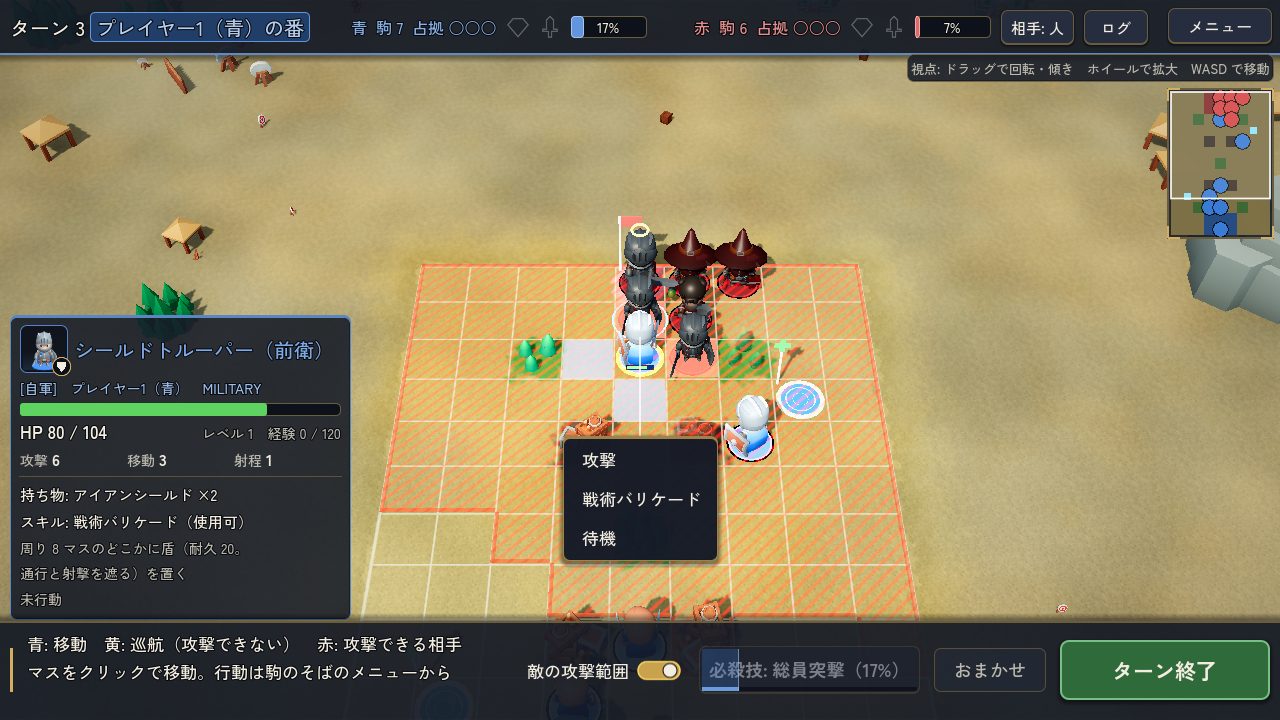 ターン 3 プレイヤー1（青）の番 青 駒 7 占拠 〇〇〇 17% 赤 駒 6 占拠 〇〇〇 7% 相手: 人 ログ メニュー
視点: ドラッグで回転・傾き ホイールで拡大 WASD で移動
シールドトルーパー（前衛）
[自軍] プレイヤー1（青） MILITARY
HP 80 / 104 レベル 1 経験 0 / 120
攻撃 6 移動 3 射程 1
持ち物: アイアンシールド ×2
スキル: 戦術バリケード（使用可）
周り 8 マスのどこかに盾（耐久 20。
通行と射撃を遮る）を置く
未行動
攻撃
戦術バリケード
待機
青: 移動 黄: 巡航（攻撃できない） 赤: 攻撃できる相手
マスをクリックで移動。行動は駒のそばのメニューから
敵の攻撃範囲
必殺技: 総員突撃（17%）
おまかせ
ターン終了